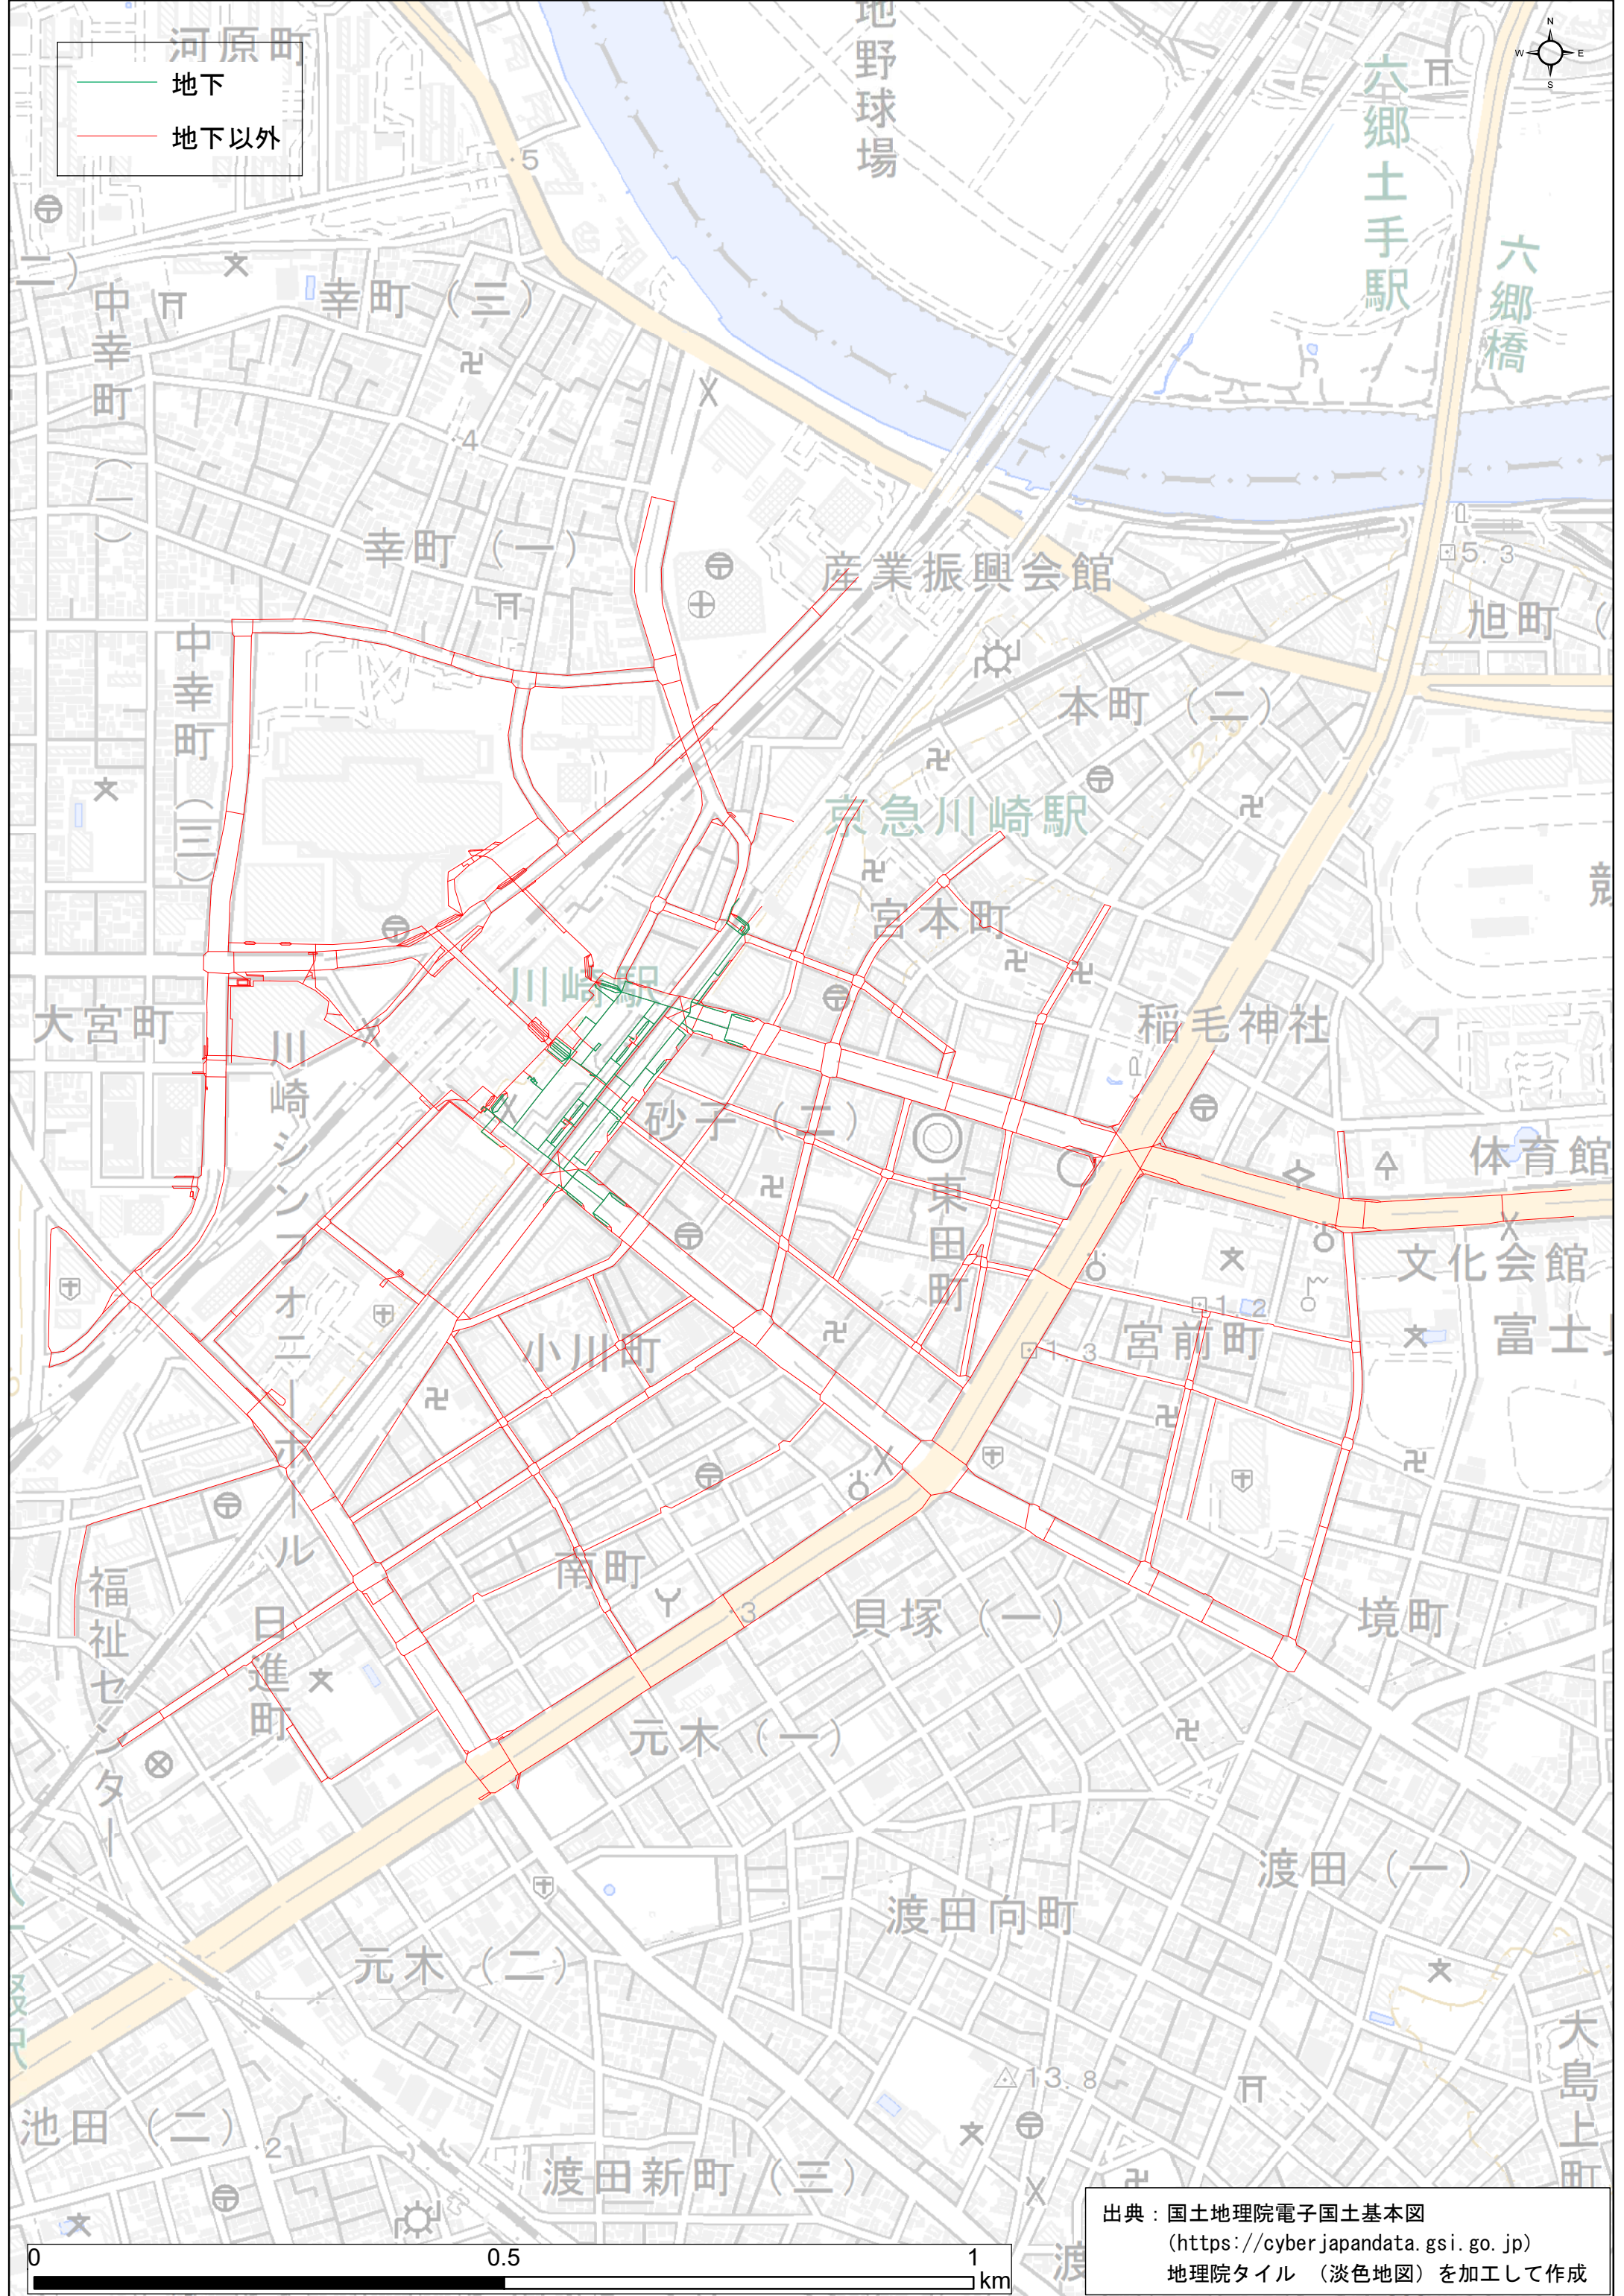 河原町
地下
地下以外
地野球場
N
W
E
S
六郷土手駅
六郷橋
5
二)
中幸町(一)
幸町(三)
4
幸町(一)
産業振興会館
5.3
旭町(
中幸町(三)
本町(二)
京急川崎駅
宮本町
川崎駅
大宮町
稲毛神社
川崎シンフォニーホール
砂子(二)
体育館
東田町
文化会館
1.2
小川町
1.3
宮前町
富士
南町
福祉センター
日進町
3
貝塚(一)
境町
元木(一)
渡田(一)
渡田向町
元木(二)
大島上町
13.8
池田(二)
2
渡田新町(三)
渡
0
0.5
1
km
出典:国土地理院電子国土基本図
(https://cyberjapandata.gsi.go.jp)
地理院タイル (淡色地図)を加工して作成